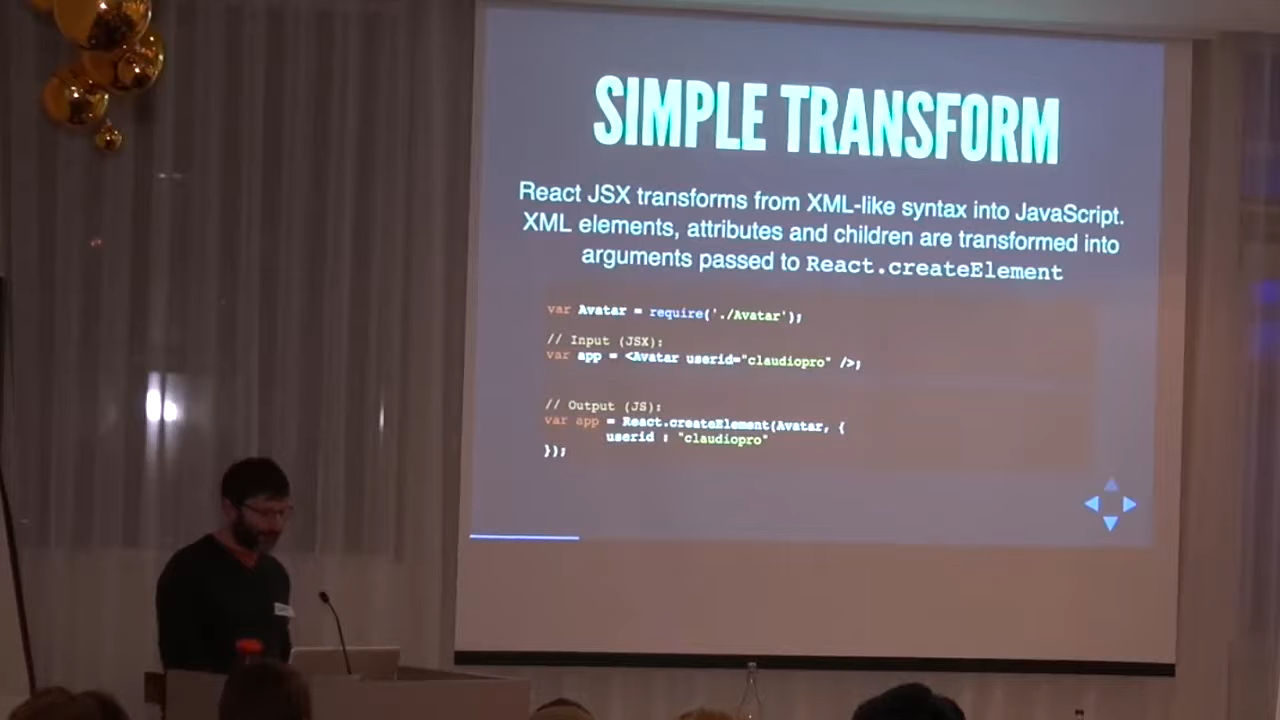 SIMPLE TRANSFORM
React JSX transforms from XML-like syntax into JavaScript.
XML elements, attributes and children are transformed into
arguments passed to React.createElement
var Avatar = require('./Avatar');
// Input (JSX):
var app = <Avatar userid="claudiopro" />;
// Output (JS):
var app = React.createElement(Avatar, {
userid : "claudiopro"
});